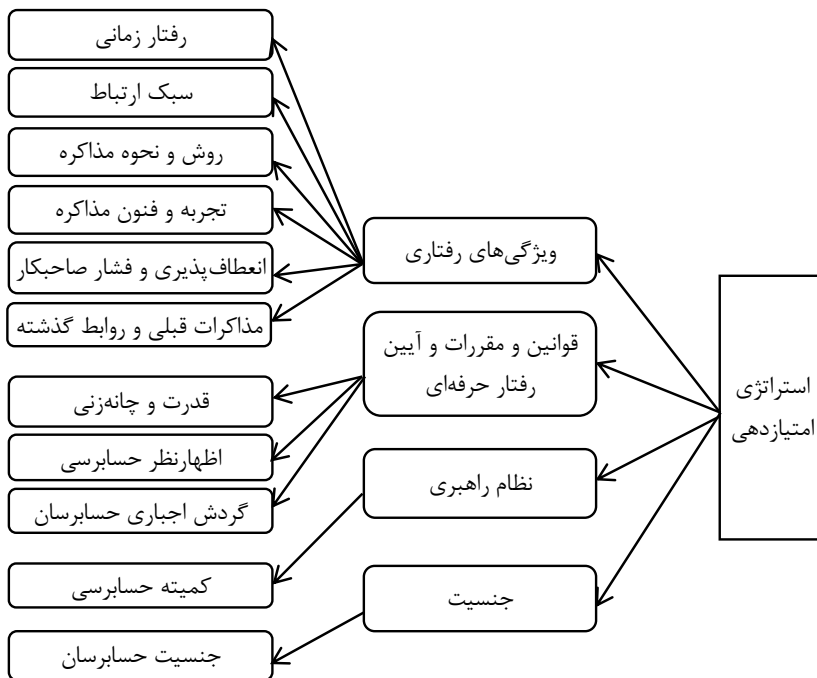 استراتژی
امتیازدهی
ویژگی‌های رفتاری
قوانین و مقررات و آیین
رفتار حرفه‌ای
نظام راهبری
جنسیت
رفتار زمانی
سبک ارتباط
روش و نحوه مذاکره
تجربه و فنون مذاکره
انعطاف‌پذیری و فشار صاحبکار
مذاکرات قبلی و روابط گذشته
قدرت و چانه‌زنی
اظهارنظر حسابرسی
گردش اجباری حسابرسان
کمیته حسابرسی
جنسیت حسابرسان